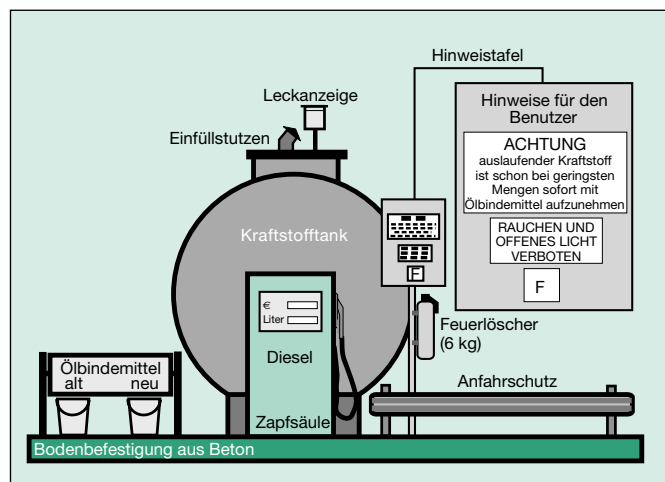 Hinweistafel
Leckanzeige
Einfüllstutzen
Hinweise für den
Benutzer
ACHTUNG
auslaufender Kraftstoff
ist schon bei geringsten
Mengen sofort mit
Ölbindemittel aufzunehmen
RAUCHEN UND
OFFENES LICHT
VERBOTEN
F
Kraftstofftank
F
€
Liter
Diesel
Zapfsäule
Feuerlöscher
(6 kg)
Anfahrschutz
Ölbindemittel
alt neu
Bodenbefestigung aus Beton